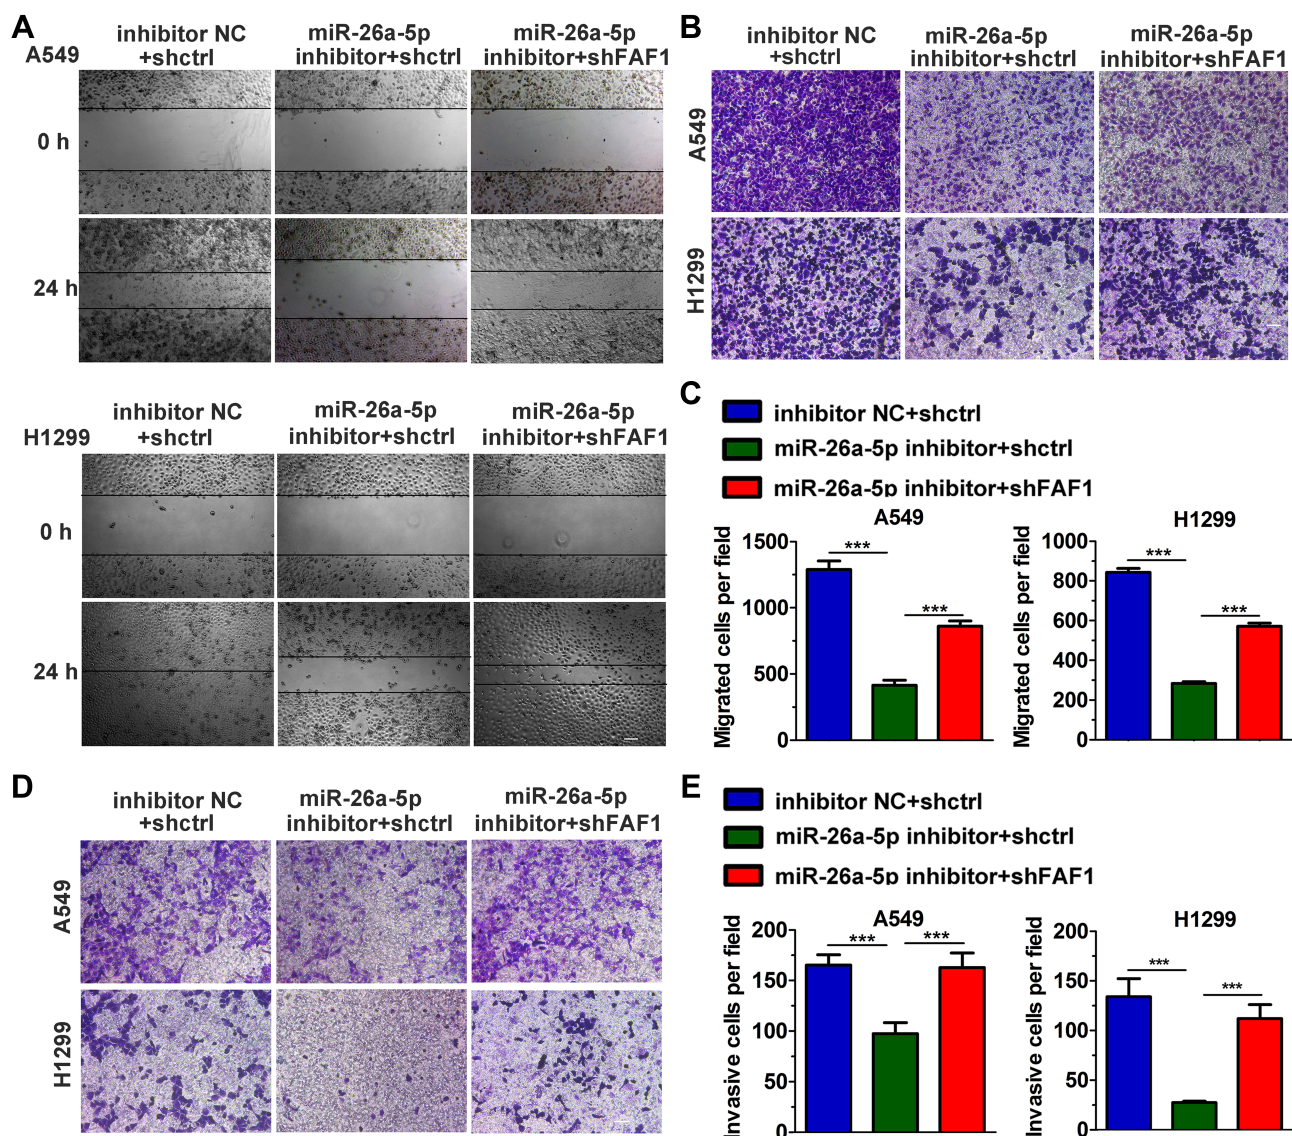 A
A549
inhibitor NC
+shctrl
miR-26a-5p
inhibitor+shctrl
miR-26a-5p
inhibitor+shFAF1
0 h
24 h
H1299
inhibitor NC
+shctrl
miR-26a-5p
inhibitor+shctrl
miR-26a-5p
inhibitor+shFAF1
0 h
24 h
B
inhibitor NC
+shctrl
miR-26a-5p
inhibitor+shctrl
miR-26a-5p
inhibitor+shFAF1
A549
H1299
C
inhibitor NC+shctrl
miR-26a-5p inhibitor+shctrl
miR-26a-5p inhibitor+shFAF1
A549
Migrated cells per field
1500
1000
500
0
***
***
H1299
Migrated cells per field
1000
800
600
400
200
0
***
***
D
inhibitor NC
+shctrl
miR-26a-5p
inhibitor+shctrl
miR-26a-5p
inhibitor+shFAF1
A549
H1299
E
inhibitor NC+shctrl
miR-26a-5p inhibitor+shctrl
miR-26a-5p inhibitor+shFAF1
A549
Invasive cells per field
200
150
100
50
0
***
***
H1299
Invasive cells per field
200
150
100
50
0
***
***